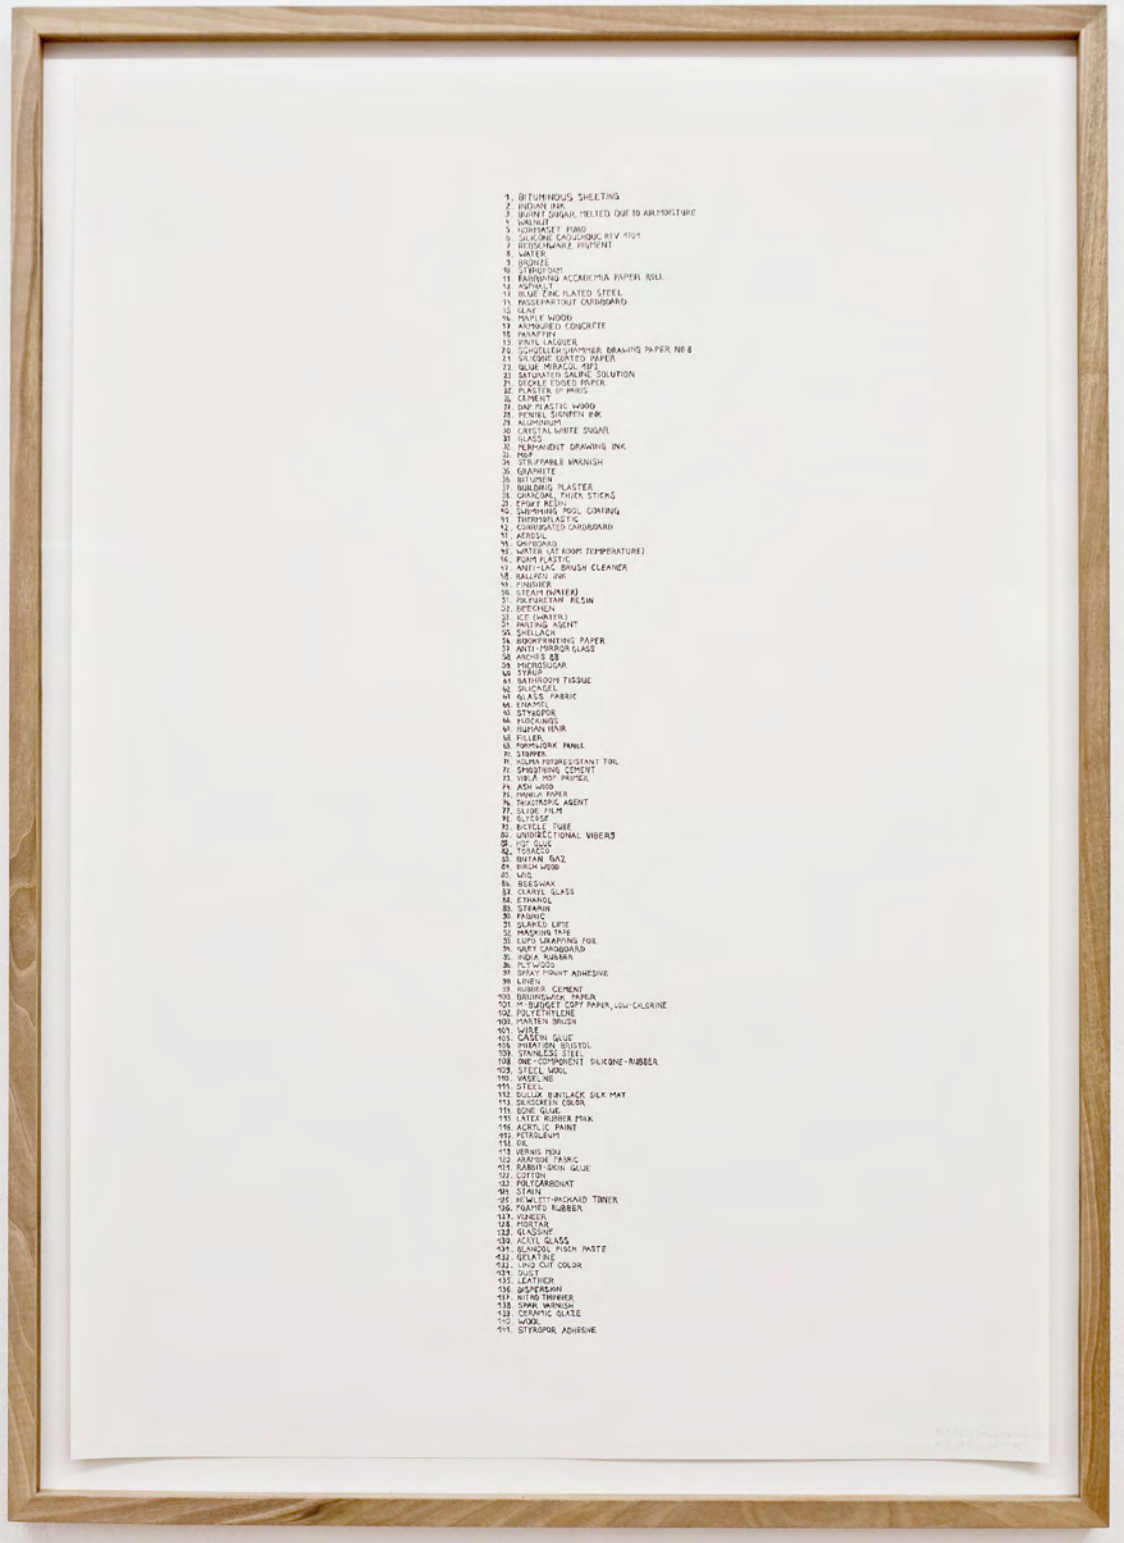 1. BITUMINOUS SHEETING
2. INDIAN INK
3. BURNT SUGAR, MELTED DUE TO AIR MOISTURE
4. WALNUT
5. NORMASET PURO
6. SILICONE CAOUCHOUC RTV
7. REBSCHWARZ PIGMENT
8. WATER
9. BRONZE
10. STYROFOAM
11. FABRIANO ACCADEMIA PAPER ROLL
12. ASPHALT
13. BLUE ZINC PLATED STEEL
14. PASSEPARTOUT CARDBOARD
15. CLAY
16. MAPLE WOOD
17. ARMOURED CONCRETE
18. PARAFFIN
19. VINYL LACQUER
20. SCHOELLERSHAMMER DRAWING PAPER NO 8
21. SILICONE COATED PAPER
22. GLUE MIRACOL
23. SATURATED SALINE SOLUTION
24. DECKLE EDGED PAPER
25. PLASTER OF PARIS
26. CEMENT
27. DAP PLASTIC WOOD
28. PENTEL SIGNPEN INK
29. ALUMINIUM
30. CRYSTAL WHITE SUGAR
31. GLASS
32. PERMANENT DRAWING INK
33. MDF
34. STRIPPABLE VARNISH
35. GRAPHITE
36. BITUMEN
37. BUILDING PLASTER
38. CHARCOAL, THICK STICKS
39. EPOXY RESIN
40. SWIMMING POOL COATING
41. THERMOPLASTIC
42. CORRUGATED CARDBOARD
43. AEROSIL
44. CHIPBOARD
45. WATER (AT ROOM TEMPERATURE)
46. FOAM PLASTIC
47. ANTI-LAC BRUSH CLEANER
48. BALLPEN INK
49. FINISHER
50. STEAM (WATER)
51. POLYURETAN RESIN
52. BEECHEN
53. ICE (WATER)
54. PARTING AGENT
55. SHELLACK
56. BOOKPRINTING PAPER
57. ANTI-MIRROR GLASS
58. ARCHES 88
59. MICROSUGAR
60. SYRUP
61. BATHROOM TISSUE
62. SILICAGEL
63. GLASS FABRIC
64. ENAMEL
65. STYROPOR
66. FLOCKINGS
67. HUMAN HAIR
68. FILLER
69. FORMWORK PANEL
70. STOPPER
71. KOLMA FOTORESISTANT FOIL
72. SMOOTHING CEMENT
73. VIOLA MDF PRIMER
74. ASH WOOD
75. MANILA PAPER
76. THIXOTROPIC AGENT
77. SLIDE FILM
78. GLYCOSE
79. BICYCLE TUBE
80. UNIDIRECTIONAL VIBERS
81. HOT GLUE
82. TOBACCO
83. BUTAN GAZ
84. BIRCH WOOD
85. WIG
86. BEESWAX
87. CLARYL GLASS
88. ETHANOL
89. STEARIN
90. FABRIC
91. SLAKED LIME
92. MASKING TAPE
93. LUPO WRAPPING FOIL
94. GREY CARDBOARD
95. INDIA RUBBER
96. PLYWOOD
97. SPRAY MOUNT ADHESIVE
98. LINEN
99. RUBBER CEMENT
100. BRUINSWICK PAPER
101. M-BUDGET COPY PAPER, LOW-CHLORINE
102. POLYETHYLENE
103. MARTEN BRUSH
104. WIRE
105. CASEIN GLUE
106. IMITATION BRISTOL
107. STAINLESS STEEL
108. ONE-COMPONENT SILICONE-RUBBER
109. STEEL WOOL
110. VASELINE
111. STEEL
112. DULUX BUNTLACK SILK MAT
113. SILKSCREEN COLOR
114. BONE GLUE
115. LATEX RUBBER MILK
116. ACRYLIC PAINT
117. PETROLEUM
118. OIL
119. VERNIS MOU
120. ARAMIDE FABRIC
121. RABBIT-SKIN GLUE
122. COTTON
123. POLYCARBONAT
124. STAIN
125. HEWLETT-PACKARD TONER
126. FOAMED RUBBER
127. VENEER
128. MORTAR
129. GLASSINE
130. ACRYL GLASS
131. BLANCOL FISCH PASTE
132. GELATINE
133. LINO CUT COLOR
134. DUST
135. LEATHER
136. DISPERSION
137. NITRO THINNER
138. SPAR VARNISH
139. CERAMIC GLAZE
140. WOOL
141. STYROPOR ADHESIVE